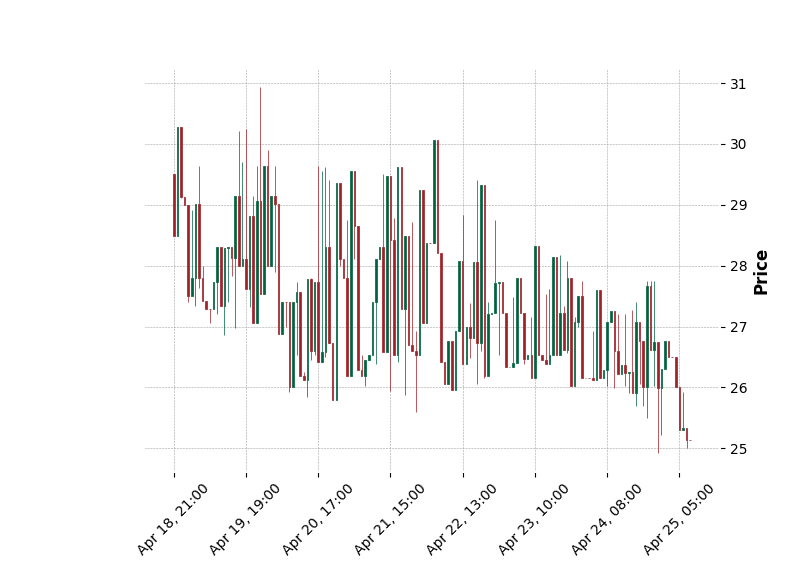 31
30
29
28
27
26
25
Price
Apr 18, 21:00
Apr 19, 19:00
Apr 20, 17:00
Apr 21, 15:00
Apr 22, 13:00
Apr 23, 10:00
Apr 24, 08:00
Apr 25, 05:00